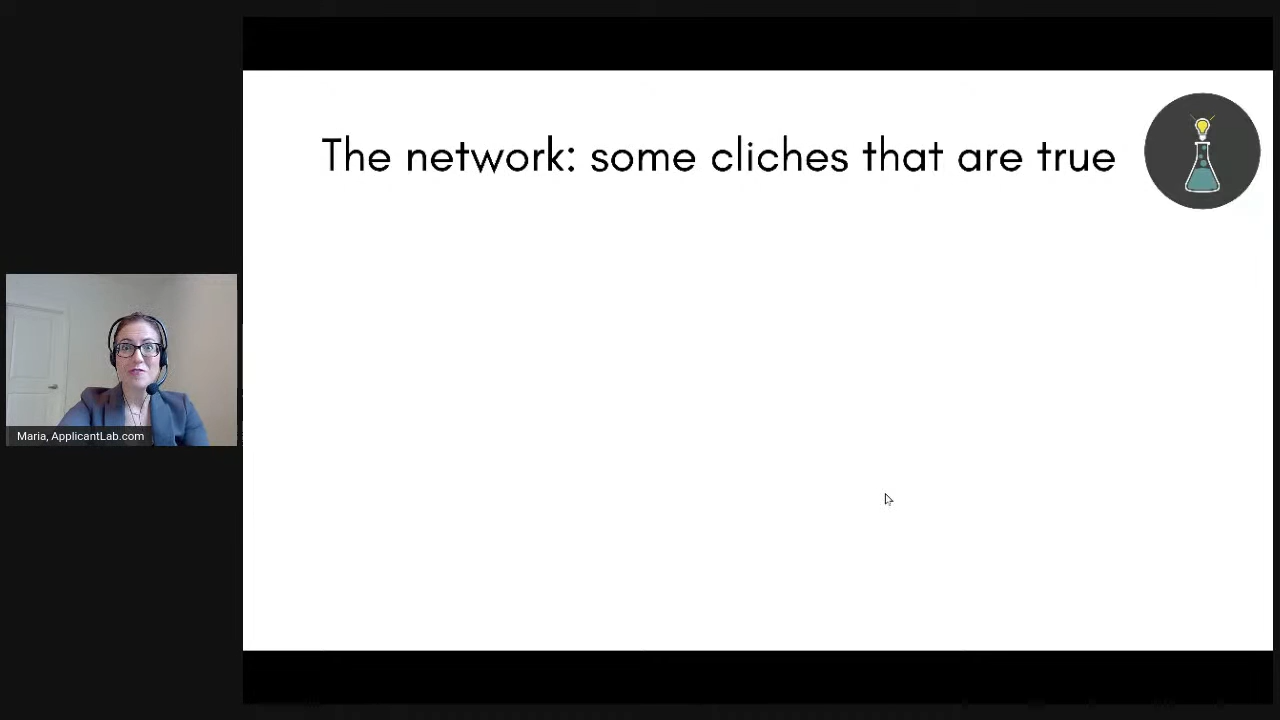 The network: some cliches that are true
Maria, ApplicantLab.com